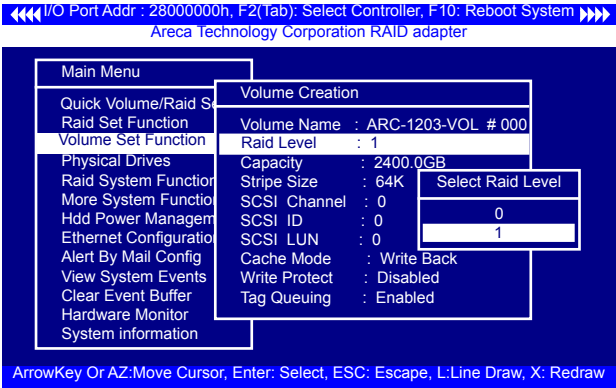 I/O Port Addr : 28000000h, F2(Tab): Select Controller, F10: Reboot System
Areca Technology Corporation RAID adapter
Main Menu
Quick Volume/Raid Se
Raid Set Function
Volume Set Function
Physical Drives
Raid System Function
More System Function
Hdd Power Managem
Ethernet Configuratio
Alert By Mail Config
View System Events
Clear Event Buffer
Hardware Monitor
System information
Volume Creation
Volume Name : ARC-1203-VOL # 000
Raid Level : 1
Capacity : 2400.0GB
Stripe Size : 64K
SCSI Channel : 0
SCSI ID : 0
SCSI LUN : 0
Cache Mode : Write Back
Write Protect : Disabled
Tag Queuing : Enabled
Select Raid Level
0
1
ArrowKey Or AZ:Move Cursor, Enter: Select, ESC: Escape, L:Line Draw, X: Redraw